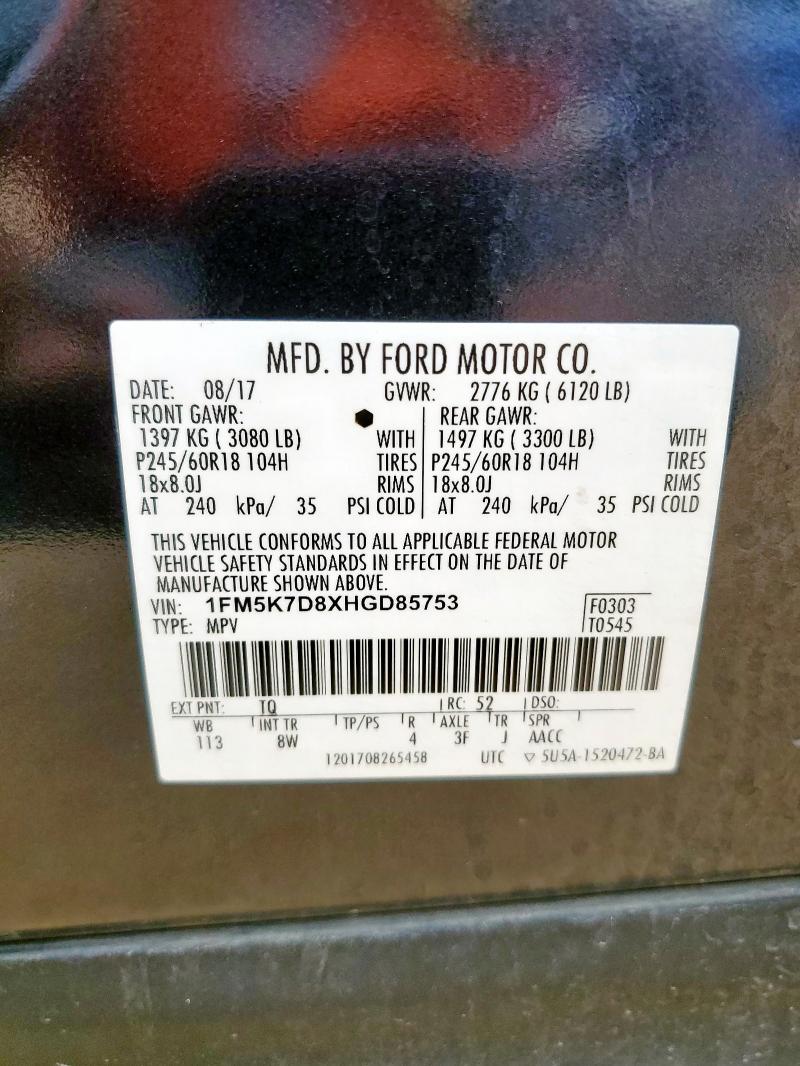 MFD. BY FORD MOTOR CO.
DATE: 08/17 GVWR: 2776 KG ( 6120 LB)
FRONT GAWR: REAR GAWR:
1397 KG ( 3080 LB) WITH 1497 KG ( 3300 LB) WITH
P245/60R18 104H TIRES P245/60R18 104H TIRES
18x8.0J RIMS 18x8.0J RIMS
AT 240 kPa/ 35 PSI COLD AT 240 kPa/ 35 PSI COLD
THIS VEHICLE CONFORMS TO ALL APPLICABLE FEDERAL MOTOR
VEHICLE SAFETY STANDARDS IN EFFECT ON THE DATE OF
MANUFACTURE SHOWN ABOVE.
VIN: 1FM5K7D8XHGD85753 F0303
TYPE: MPV T0545
EXT PNT: TQ RC: 52 DSO:
WB INT TR TP/PS R AXLE TR SPR
113 8W 4 3F J AACC
1201708265458 UTC ▽ 5U5A-1520472-BA